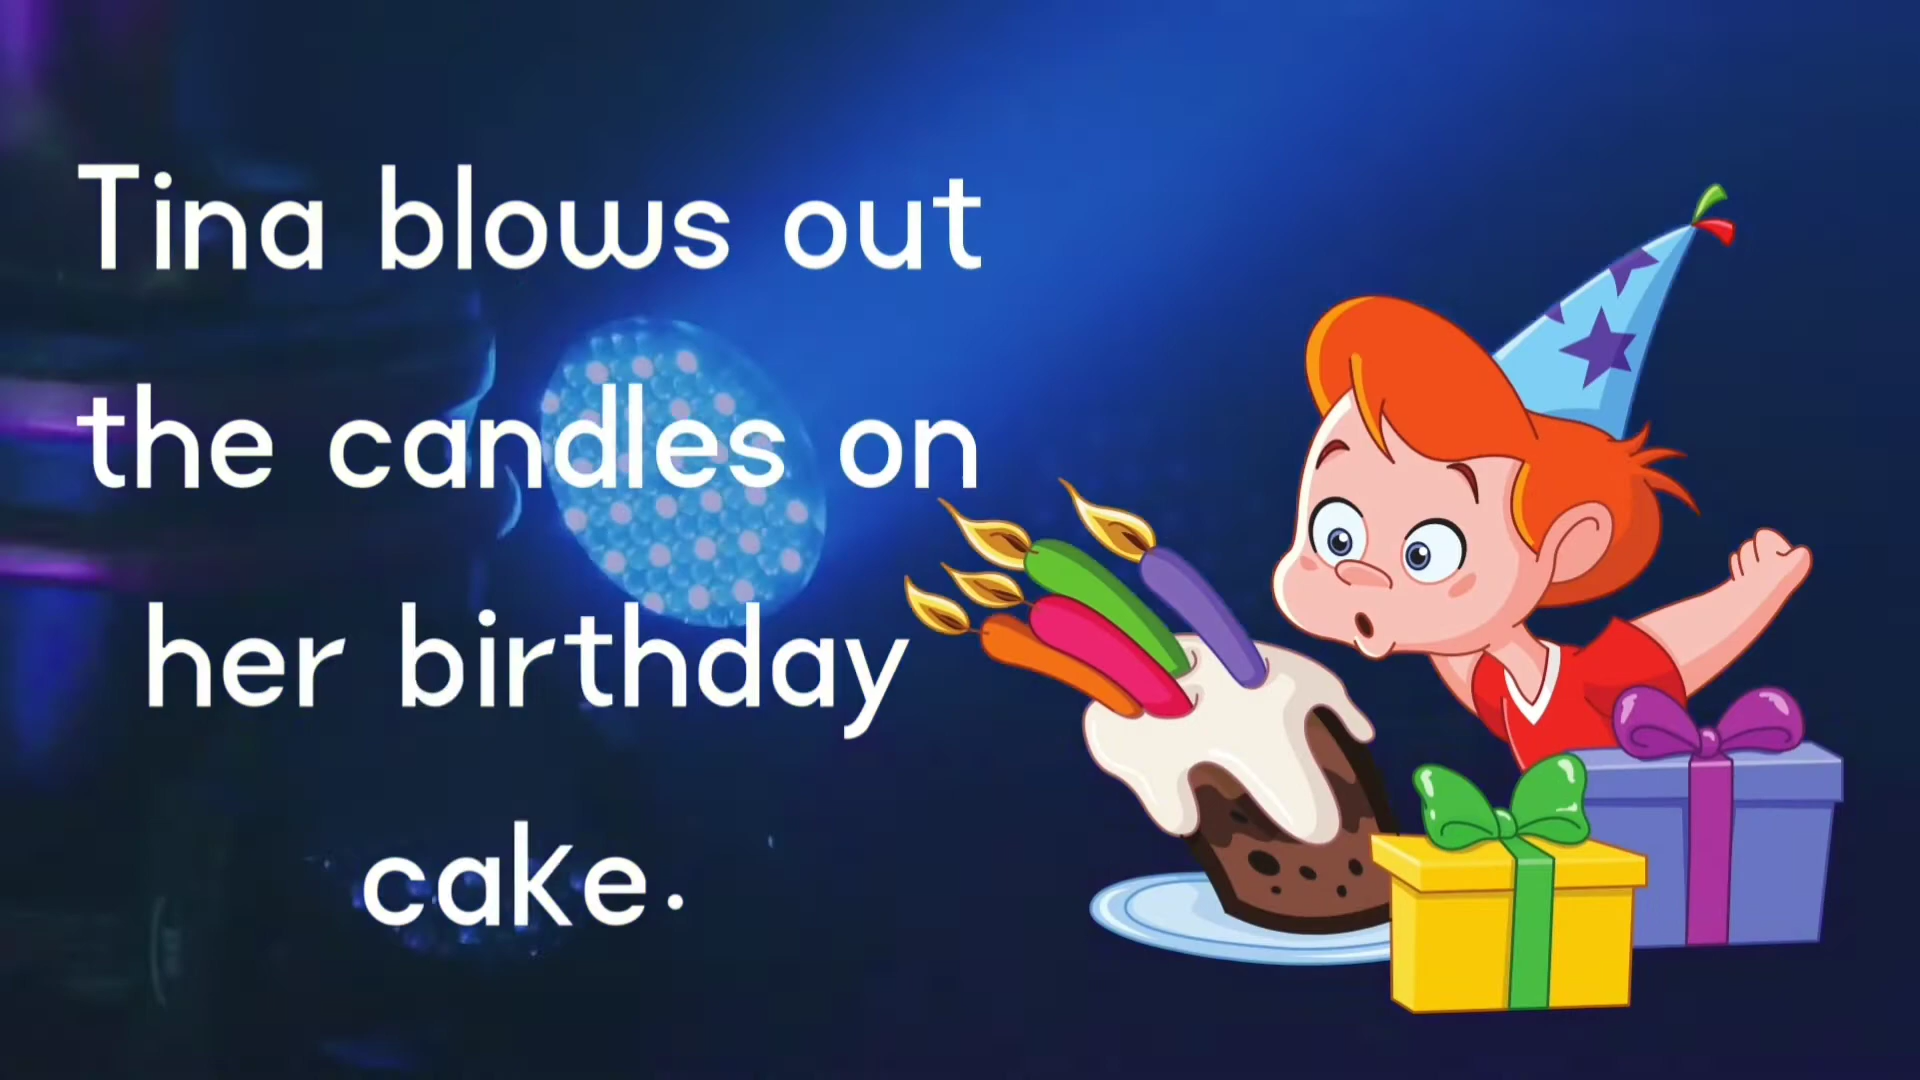 Tina blows out
the candles on
her birthday
cake.